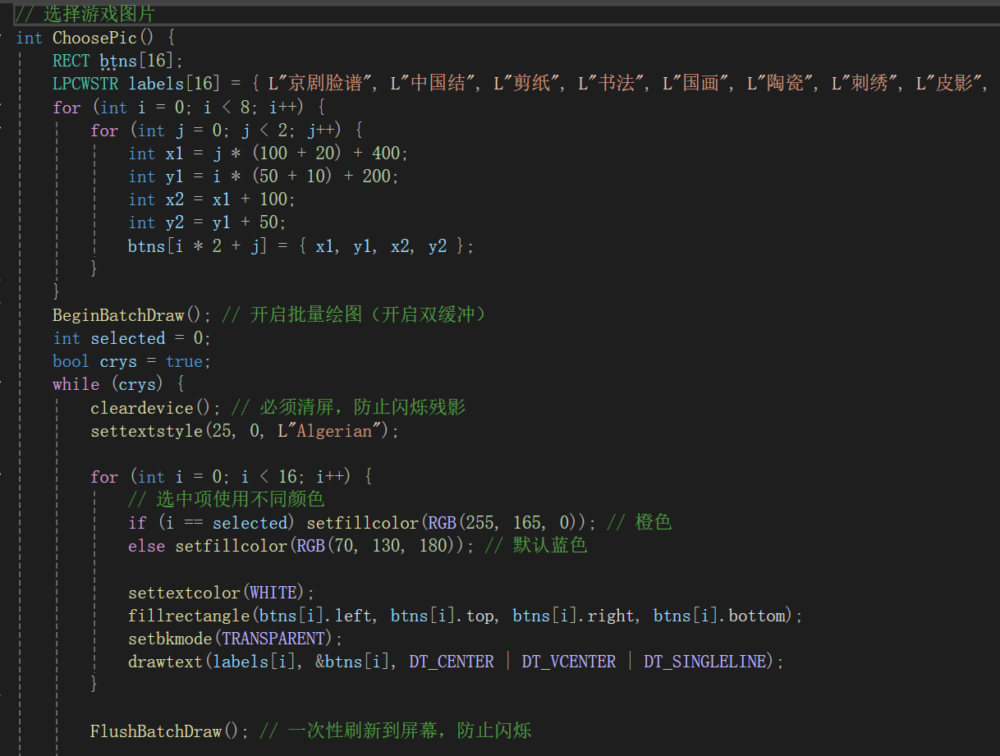 // 选择游戏图片
int ChoosePic() {
RECT btns[16];
LPCWSTR labels[16] = { L"京剧脸谱", L"中国结", L"剪纸", L"书法", L"国画", L"陶瓷", L"刺绣", L"皮影",
for (int i = 0; i < 8; i++) {
for (int j = 0; j < 2; j++) {
int x1 = j * (100 + 20) + 400;
int y1 = i * (50 + 10) + 200;
int x2 = x1 + 100;
int y2 = y1 + 50;
btns[i * 2 + j] = { x1, y1, x2, y2 };
}
}
BeginBatchDraw(); // 开启批量绘图（开启双缓冲）
int selected = 0;
bool crys = true;
while (crys) {
cleardevice(); // 必须清屏，防止闪烁残影
settextstyle(25, 0, L"Algerian");
for (int i = 0; i < 16; i++) {
// 选中项使用不同颜色
if (i == selected) setfillcolor(RGB(255, 165, 0)); // 橙色
else setfillcolor(RGB(70, 130, 180)); // 默认蓝色
settextcolor(WHITE);
fillrectangle(btns[i].left, btns[i].top, btns[i].right, btns[i].bottom);
setbkmode(TRANSPARENT);
drawtext(labels[i], &btns[i], DT_CENTER | DT_VCENTER | DT_SINGLELINE);
}
FlushBatchDraw(); // 一次性刷新到屏幕，防止闪烁